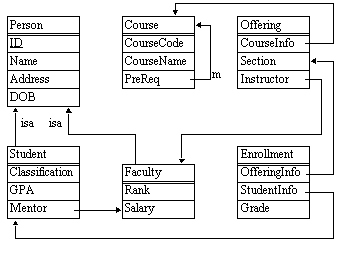 Person
ID
Name
Address
DOB
Course
CourseCode
CourseName
PreReq
m
Offering
CourseInfo
Section
Instructor
isa
isa
Student
Classification
GPA
Mentor
Faculty
Rank
Salary
Enrollment
OfferingInfo
StudentInfo
Grade